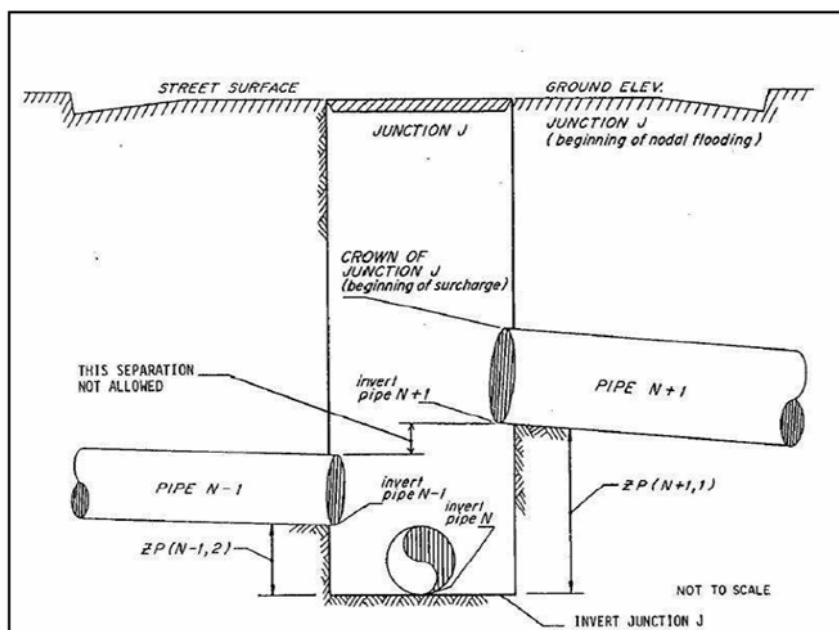 STREET SURFACE
GROUND ELEV.
JUNCTION J
JUNCTION J
(beginning of nodal flooding)
CROWN OF
JUNCTION J
(beginning of surcharge)
THIS SEPARATION
NOT ALLOWED
invert
pipe N+1
PIPE N+1
PIPE N-1
invert
pipe N-1
invert
pipe N
ZP(N+1,1)
ZP(N-1,2)
NOT TO SCALE
INVERT JUNCTION J